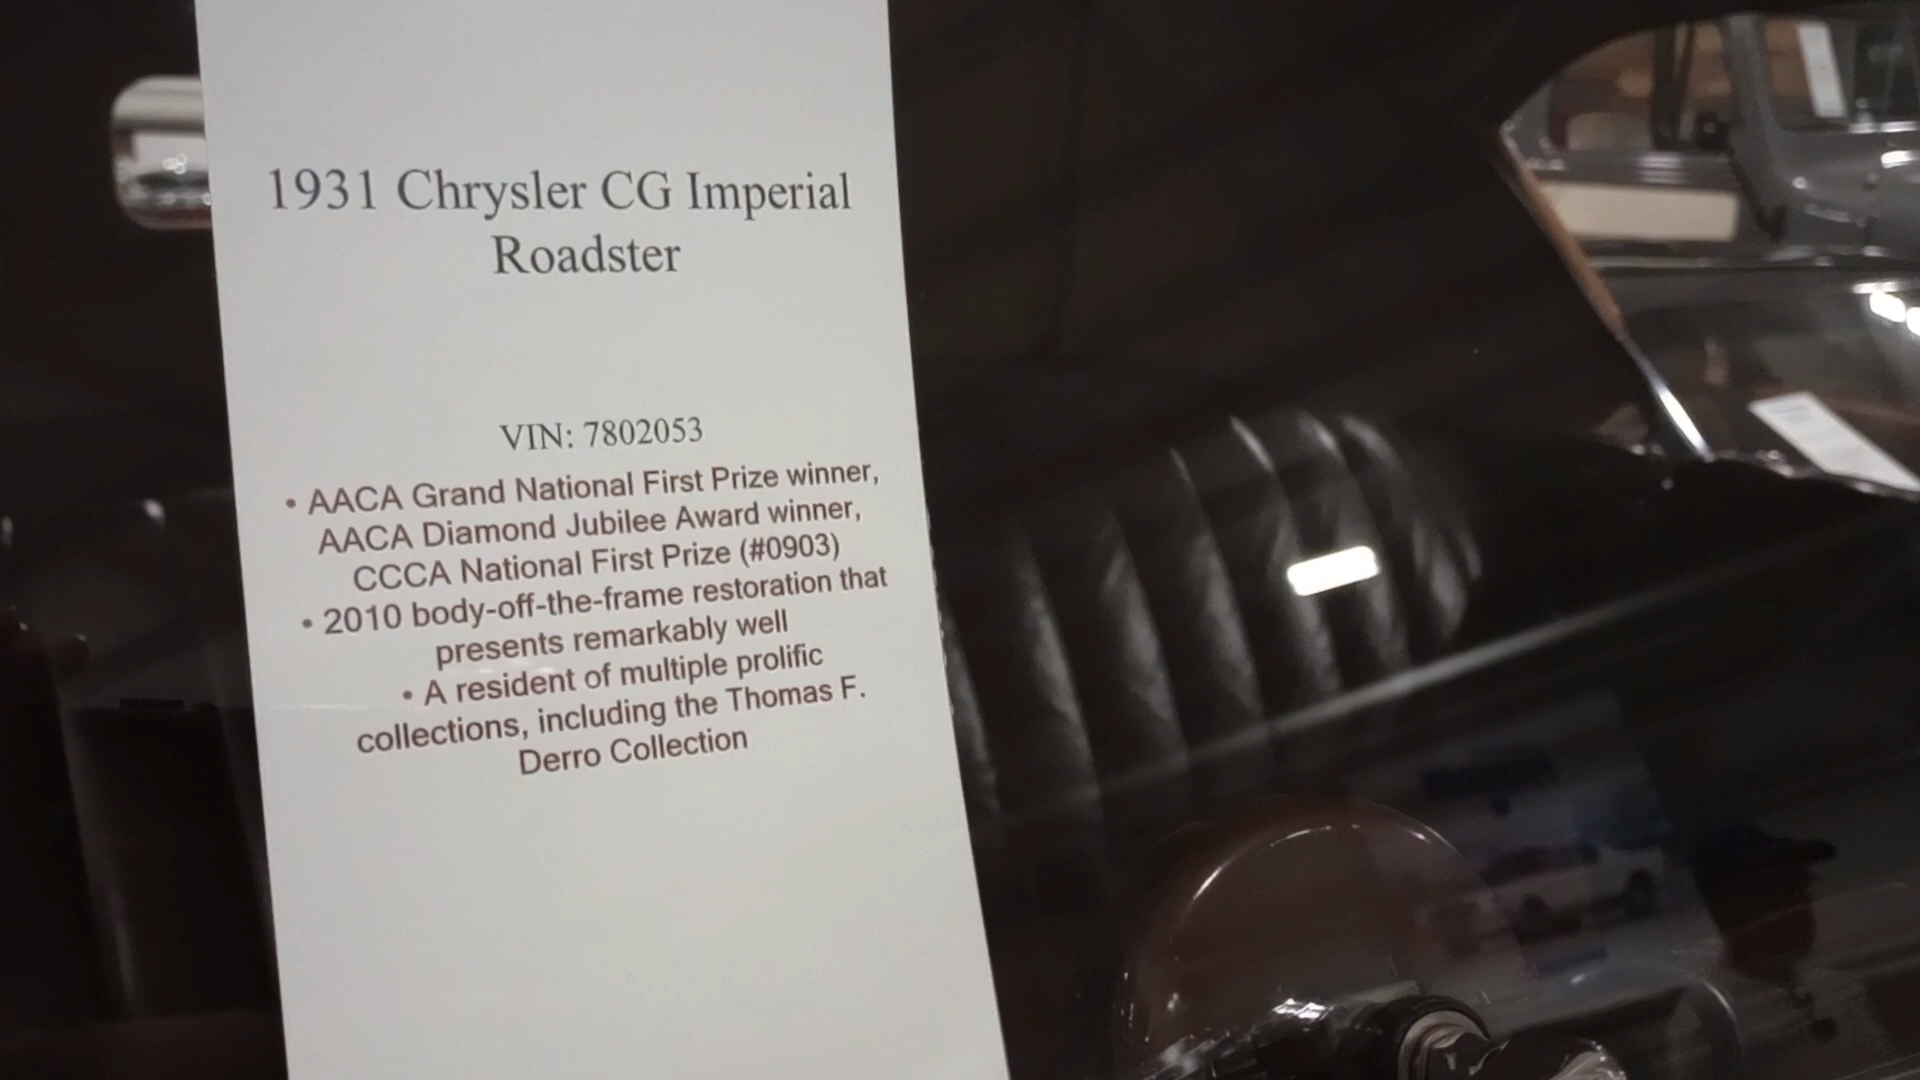 1931 Chrysler CG Imperial
Roadster
VIN: 7802053
• AACA Grand National First Prize winner,
AACA Diamond Jubilee Award winner,
CCCA National First Prize (#0903)
• 2010 body-off-the-frame restoration that
presents remarkably well
• A resident of multiple prolific
collections, including the Thomas F.
Derro Collection